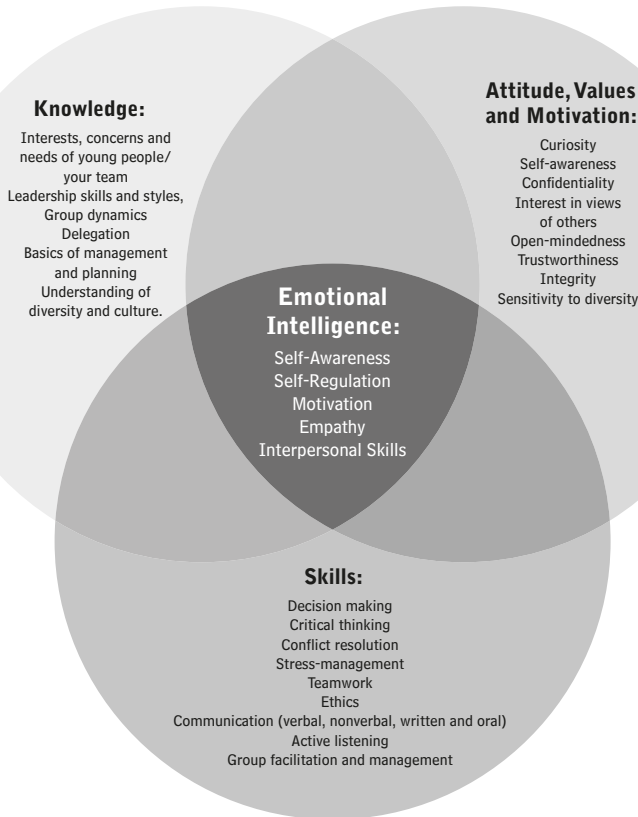 Knowledge:
Interests, concerns and
needs of young people/
your team
Leadership skills and styles,
Group dynamics
Delegation
Basics of management
and planning
Understanding of
diversity and culture.
Attitude, Values
and Motivation:
Curiosity
Self-awareness
Confidentiality
Interest in views
of others
Open-mindedness
Trustworthiness
Integrity
Sensitivity to diversity
Emotional
Intelligence:
Self-Awareness
Self-Regulation
Motivation
Empathy
Interpersonal Skills
Skills:
Decision making
Critical thinking
Conflict resolution
Stress-management
Teamwork
Ethics
Communication (verbal, nonverbal, written and oral)
Active listening
Group facilitation and management